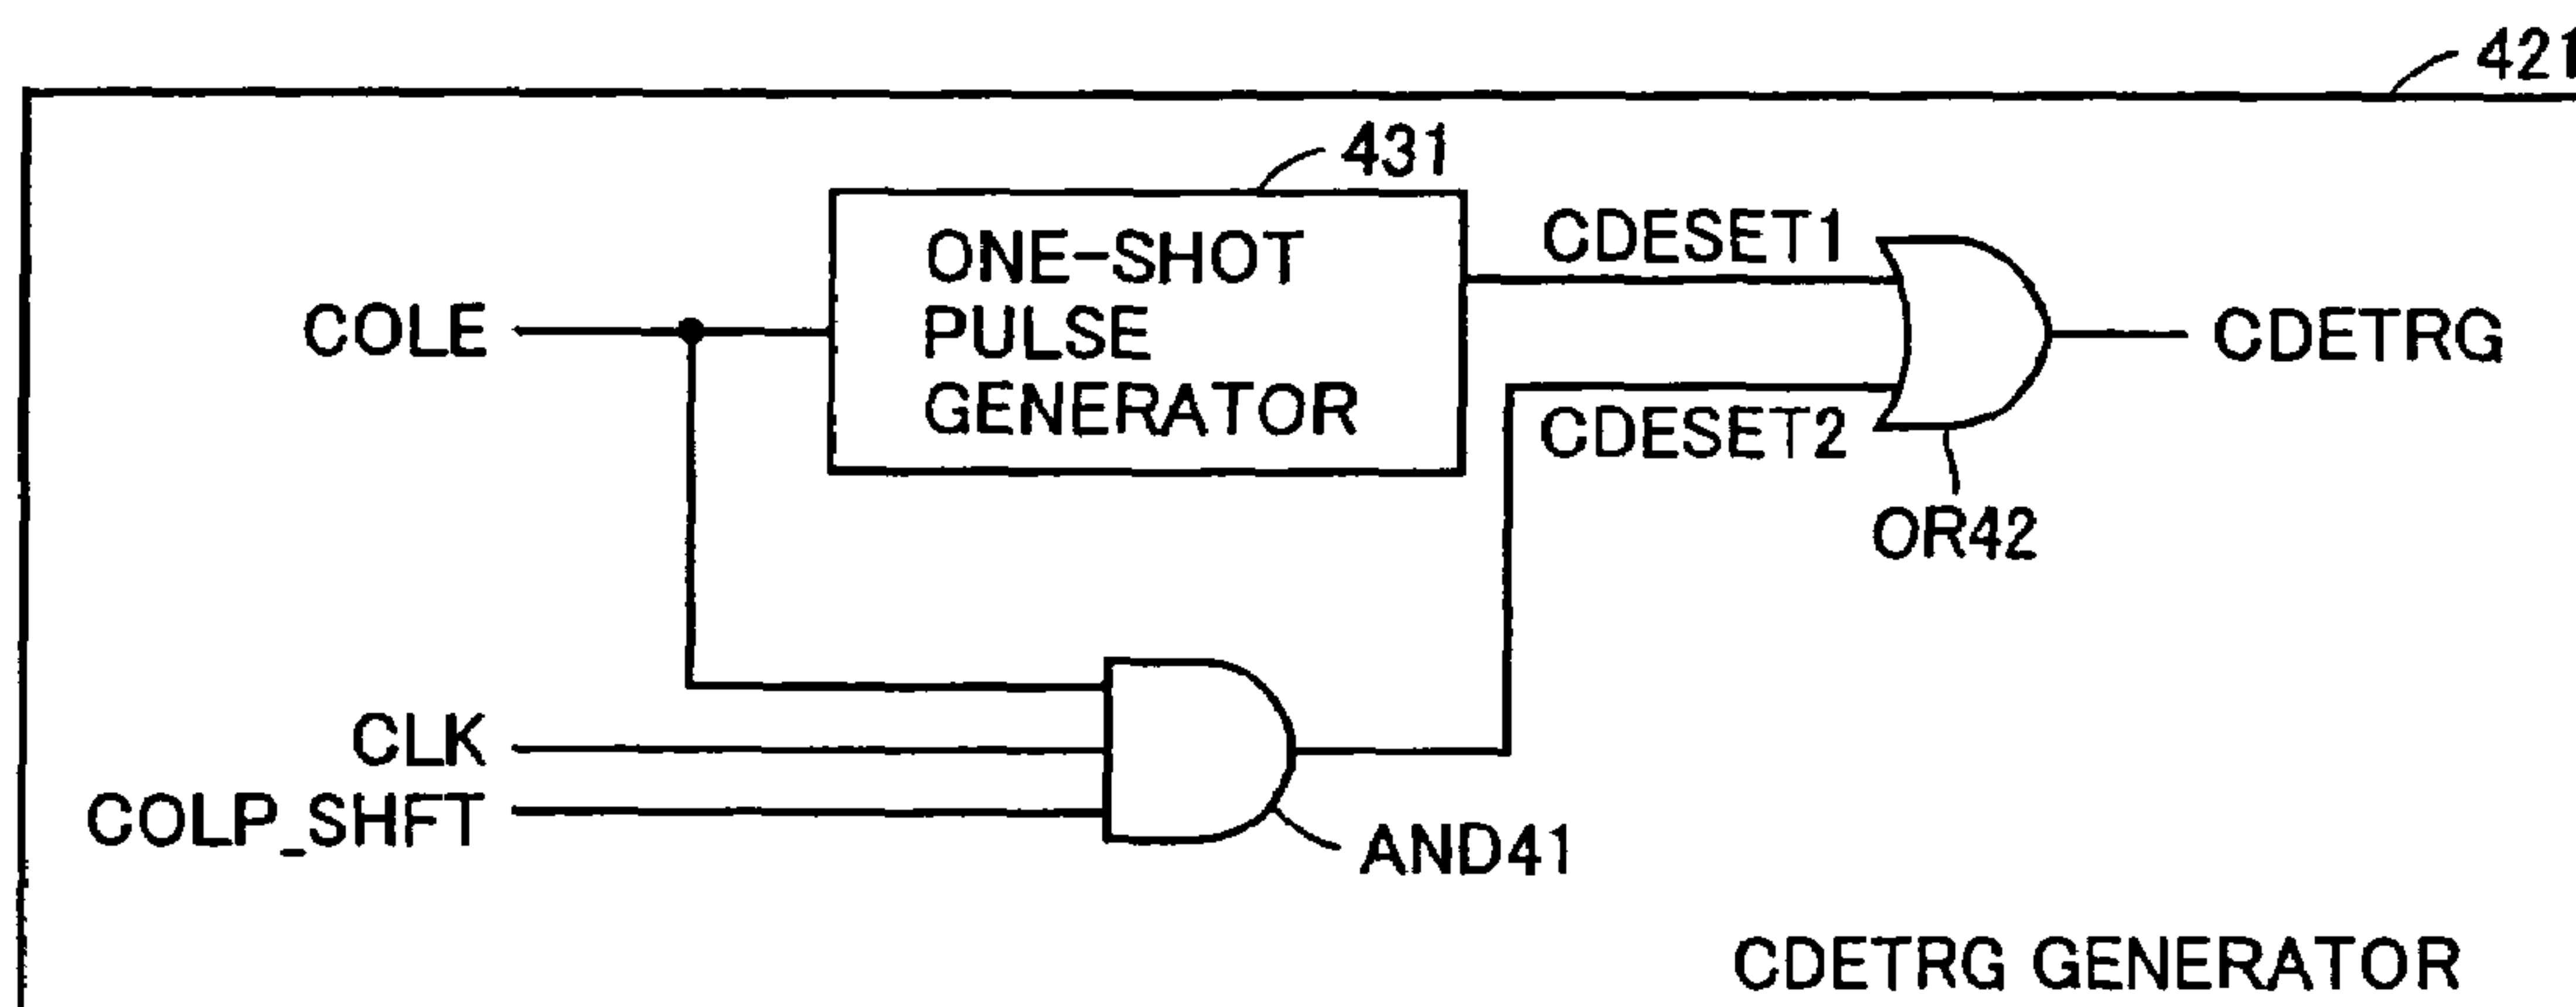 421
431
ONE-SHOT
PULSE
GENERATOR
CDESET1
COLE
CDETRG
CDESET2
OR42
CLK
COLP_SHFT
AND41
CDETRG GENERATOR